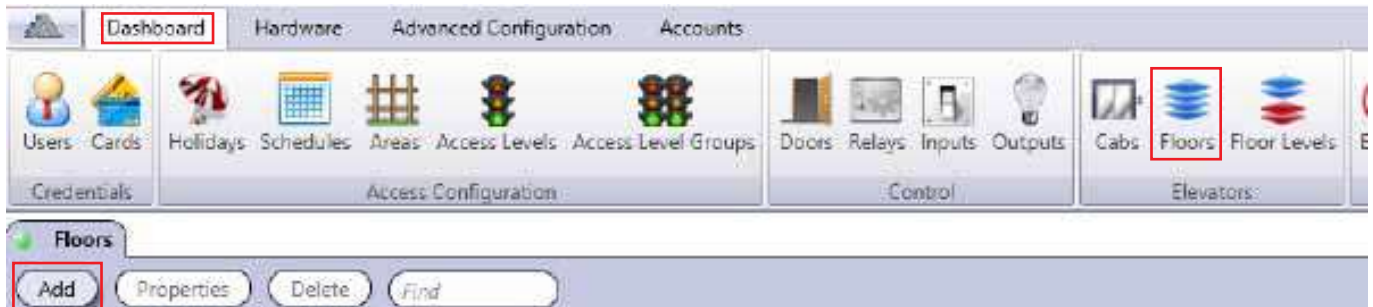 Dashboard Hardware Advanced Configuration Accounts
Users Cards Holidays Schedules Areas Access Levels Access Level Groups Doors Relays Inputs Outputs Cabs Floors Floor Levels
Credentials Access Configuration Control Elevators
Floors
Add Properties Delete Find